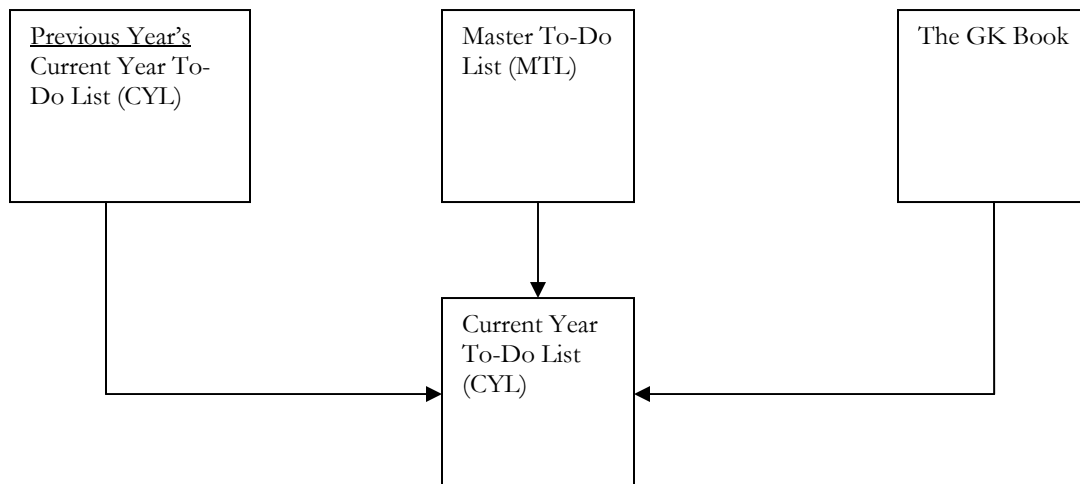 Previous Year’s
Current Year To-
Do List (CYL)
Master To-Do
List (MTL)
The GK Book
Current Year
To-Do List
(CYL)